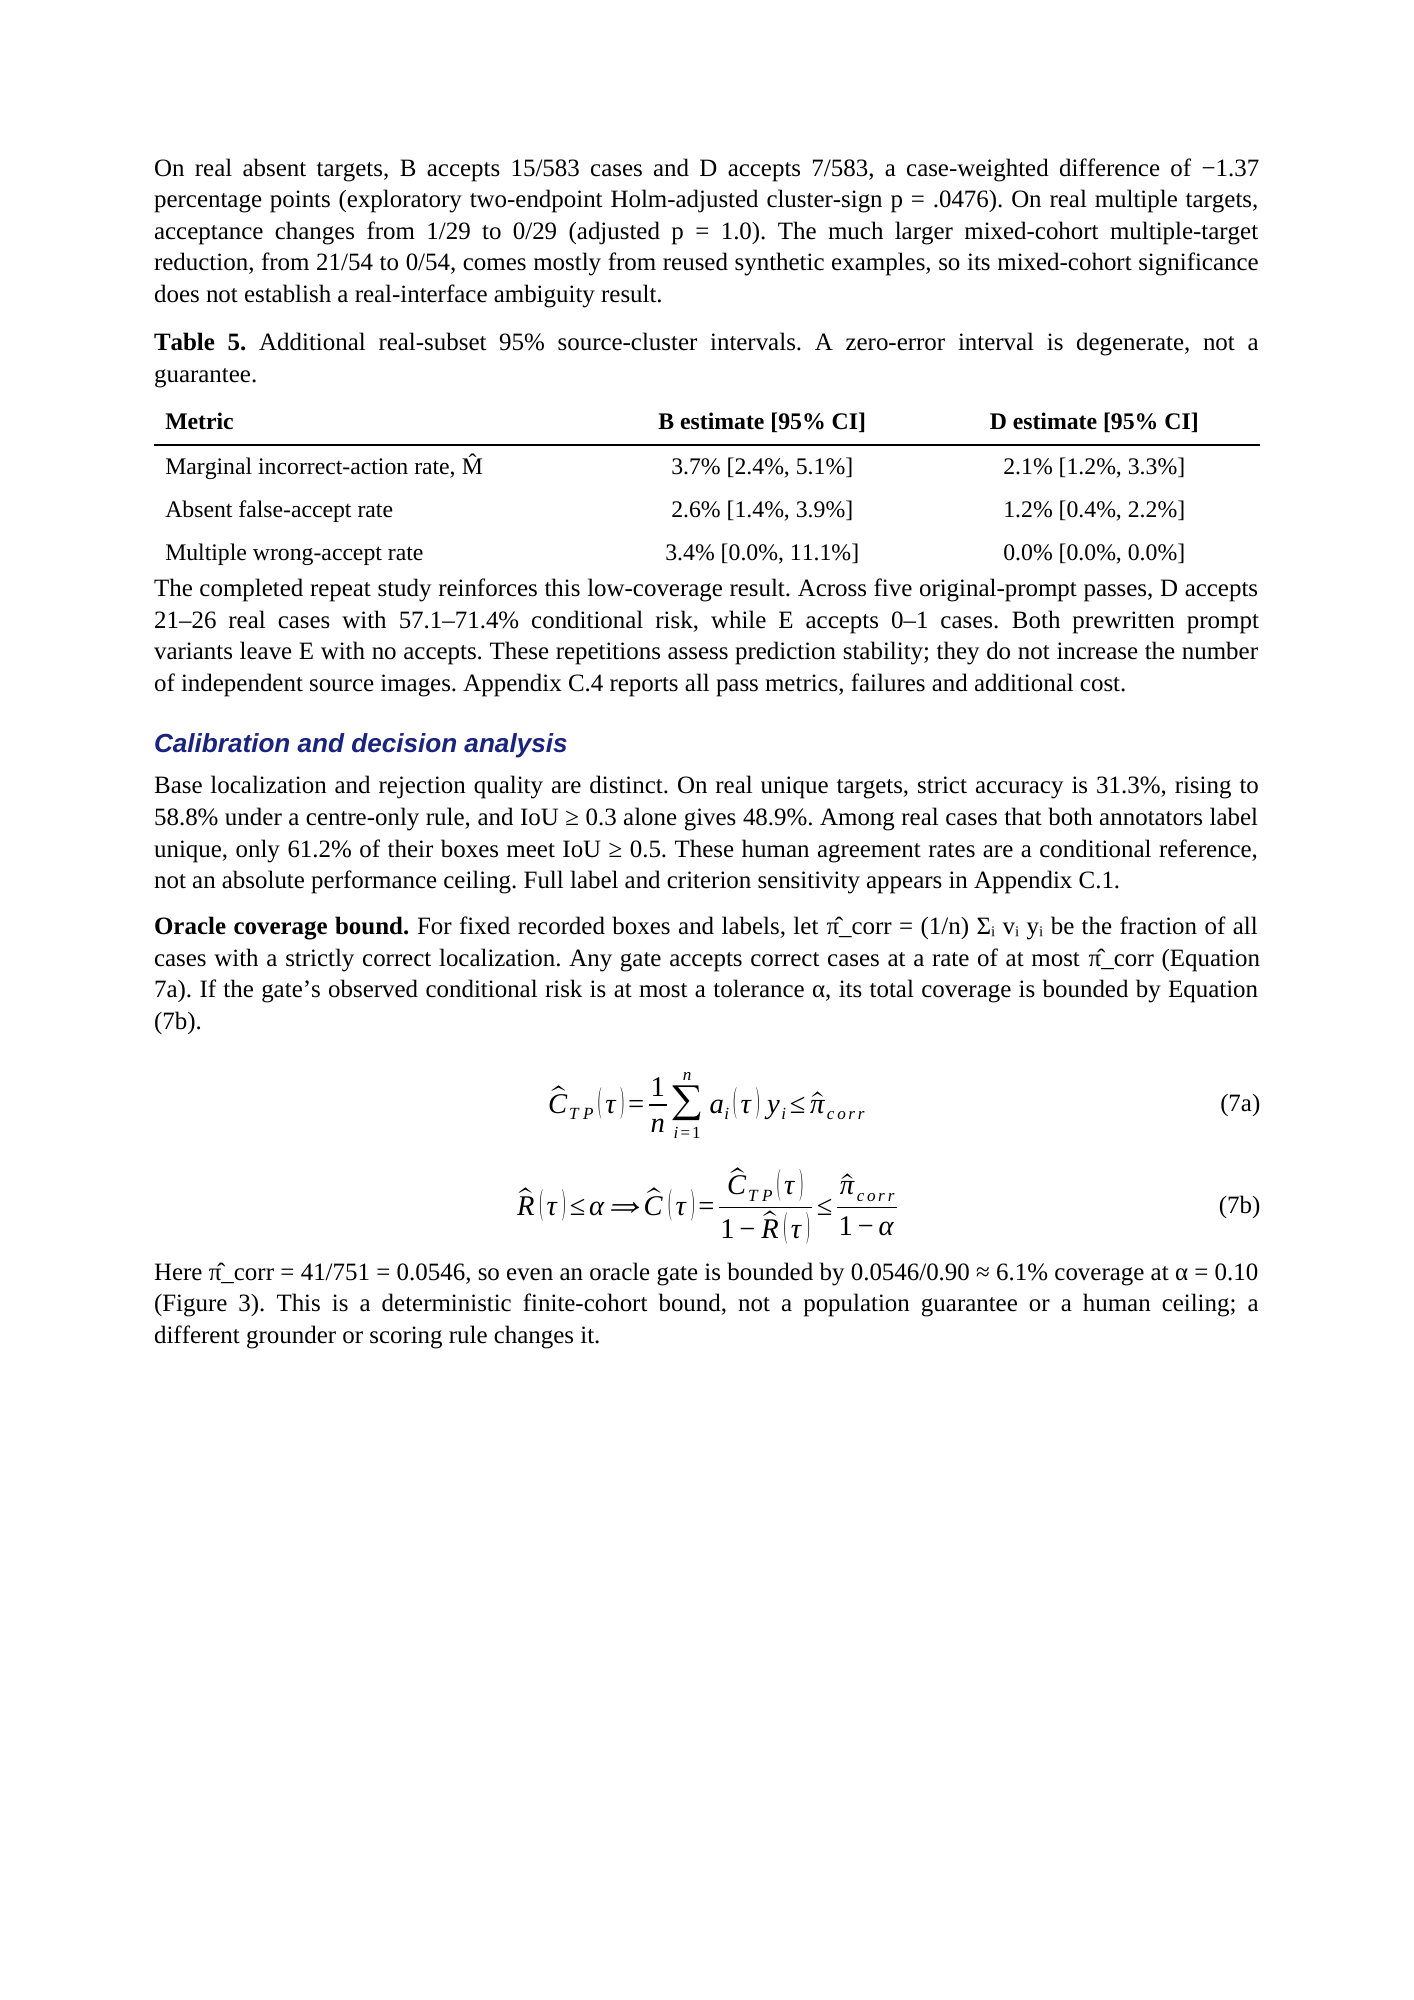 On real absent targets, B accepts 15/583 cases and D accepts 7/583, a case-weighted difference of −1.37
percentage points (exploratory two-endpoint Holm-adjusted cluster-sign p = .0476). On real multiple targets,
acceptance changes from 1/29 to 0/29 (adjusted p = 1.0). The much larger mixed-cohort multiple-target
reduction, from 21/54 to 0/54, comes mostly from reused synthetic examples, so its mixed-cohort significance
does not establish a real-interface ambiguity result.
Table 5. Additional real-subset 95% source-cluster intervals. A zero-error interval is degenerate, not a
guarantee.
Metric B estimate [95% CI] D estimate [95% CI]
Marginal incorrect-action rate, M̂ 3.7% [2.4%, 5.1%] 2.1% [1.2%, 3.3%]
Absent false-accept rate 2.6% [1.4%, 3.9%] 1.2% [0.4%, 2.2%]
Multiple wrong-accept rate 3.4% [0.0%, 11.1%] 0.0% [0.0%, 0.0%]
The completed repeat study reinforces this low-coverage result. Across five original-prompt passes, D accepts
21–26 real cases with 57.1–71.4% conditional risk, while E accepts 0–1 cases. Both prewritten prompt
variants leave E with no accepts. These repetitions assess prediction stability; they do not increase the number
of independent source images. Appendix C.4 reports all pass metrics, failures and additional cost.
Calibration and decision analysis
Base localization and rejection quality are distinct. On real unique targets, strict accuracy is 31.3%, rising to
58.8% under a centre-only rule, and IoU ≥ 0.3 alone gives 48.9%. Among real cases that both annotators label
unique, only 61.2% of their boxes meet IoU ≥ 0.5. These human agreement rates are a conditional reference,
not an absolute performance ceiling. Full label and criterion sensitivity appears in Appendix C.1.
Oracle coverage bound. For fixed recorded boxes and labels, let π̂_corr = (1/n) Σᵢ vᵢ yᵢ be the fraction of all
cases with a strictly correct localization. Any gate accepts correct cases at a rate of at most π̂_corr (Equation
7a). If the gate’s observed conditional risk is at most a tolerance α, its total coverage is bounded by Equation
(7b).
Ĉ_TP(τ) = 1/n ∑_{i=1}^{n} a_i(τ) y_i ≤ π̂_corr (7a)
R̂(τ) ≤ α ⟹ Ĉ(τ) = Ĉ_TP(τ) / (1 − R̂(τ)) ≤ π̂_corr / (1 − α) (7b)
Here π̂_corr = 41/751 = 0.0546, so even an oracle gate is bounded by 0.0546/0.90 ≈ 6.1% coverage at α = 0.10
(Figure 3). This is a deterministic finite-cohort bound, not a population guarantee or a human ceiling; a
different grounder or scoring rule changes it.